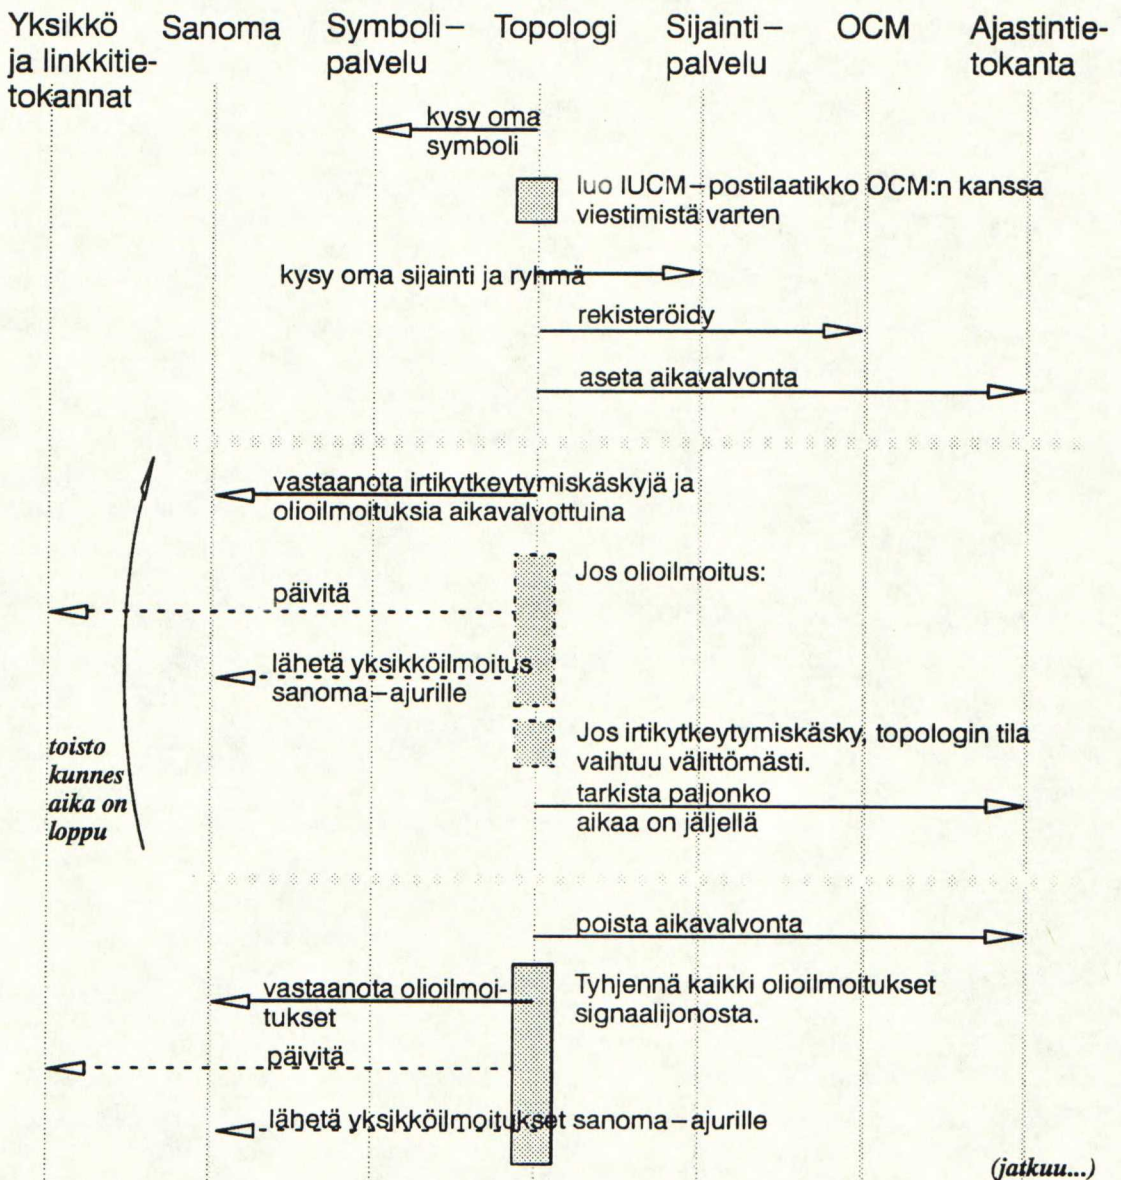 Yksikkö
ja linkkitie-
tokannat
Sanoma
Symboli–
palvelu
Topologi
Sijainti–
palvelu
OCM
Ajastintie-
tokanta
kysy oma
symboli
luo IUCM–postilaatikko OCM:n kanssa
viestimistä varten
kysy oma sijainti ja ryhmä
rekisteröidy
aseta aikavalvonta
vastaanota irtikytkeytymiskäskyjä ja
olioilmoituksia aikavalvottuina
Jos olioilmoitus:
päivitä
lähetä yksikköilmoitus
sanoma–ajurille
Jos irtikytkeytymiskäsky, topologin tila
vaihtuu välittömästi.
toisto
kunnes
aika on
loppu
tarkista paljonko
aikaa on jäljellä
poista aikavalvonta
vastaanota olioilmoi-
tukset
Tyhjennä kaikki olioilmoitukset
signaalijonosta.
päivitä
lähetä yksikköilmoitukset sanoma–ajurille
(jatkuu...)